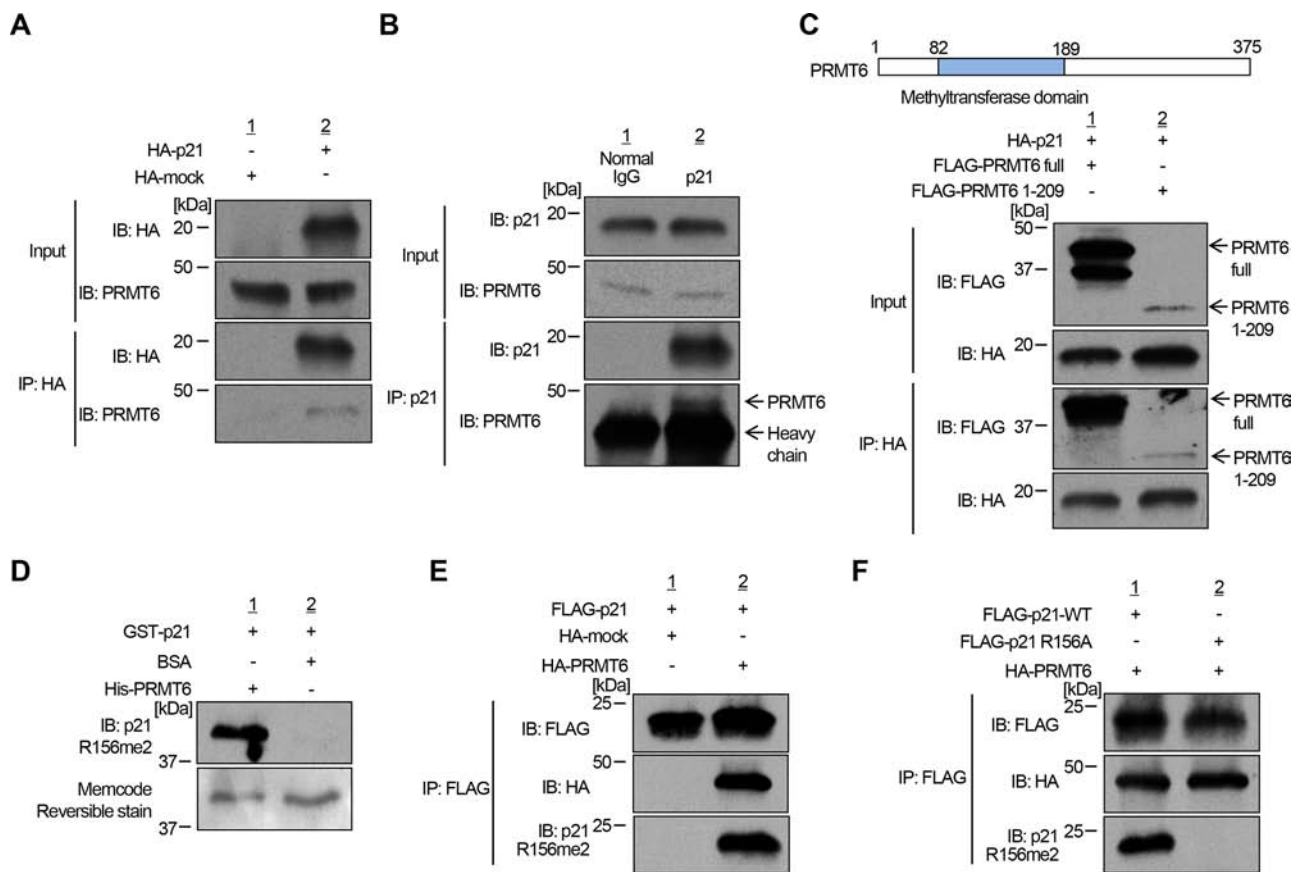 A
1
2
HA-p21
-
+
HA-mock
+
-
[kDa]
Input
IB: HA
20
IB: PRMT6
50
IP: HA
IB: HA
20
IB: PRMT6
50
B
1
2
Normal
IgG
p21
[kDa]
Input
IB: p21
20
IB: PRMT6
50
IP: p21
IB: p21
20
IB: PRMT6
50
PRMT6
Heavy
chain
C
1
82
189
375
PRMT6
Methyltransferase domain
1
2
HA-p21
+
+
FLAG-PRMT6 full
+
-
FLAG-PRMT6 1-209
-
+
[kDa]
Input
50
37
IB: FLAG
PRMT6
full
PRMT6
1-209
IB: HA
20
IP: HA
50
37
IB: FLAG
PRMT6
full
PRMT6
1-209
IB: HA
20
D
1
2
GST-p21
+
+
BSA
-
+
His-PRMT6
+
-
[kDa]
IB: p21
R156me2
37
Memcode
Reversible stain
37
E
1
2
FLAG-p21
+
+
HA-mock
+
-
HA-PRMT6
-
+
[kDa]
IP: FLAG
IB: FLAG
25
IB: HA
50
IB: p21
R156me2
25
F
1
2
FLAG-p21-WT
+
-
FLAG-p21 R156A
-
+
HA-PRMT6
+
+
[kDa]
IP: FLAG
IB: FLAG
25
IB: HA
50
IB: p21
R156me2
25